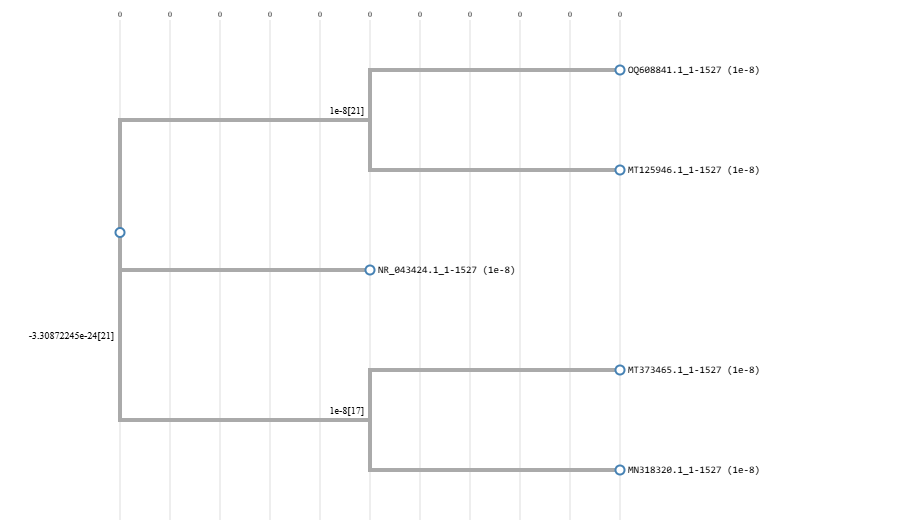 0 0 0 0 0 0 0 0 0 0 0
OQ608841.1_1-1527 (1e-8)
1e-8[21]
MT125946.1_1-1527 (1e-8)
NR_043424.1_1-1527 (1e-8)
-3.30872245e-24[21]
MT373465.1_1-1527 (1e-8)
1e-8[17]
MN318320.1_1-1527 (1e-8)